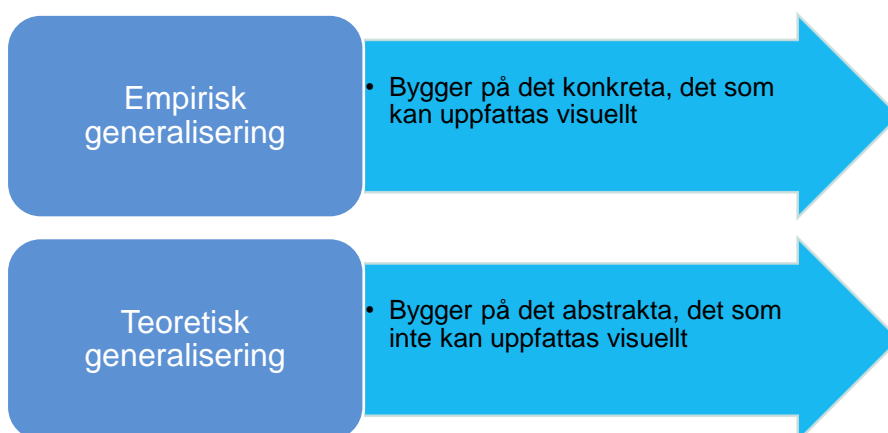 Empirisk
generalisering
• Bygger på det konkreta, det som
kan uppfattas visuellt
Teoretisk
generalisering
• Bygger på det abstrakta, det som
inte kan uppfattas visuellt